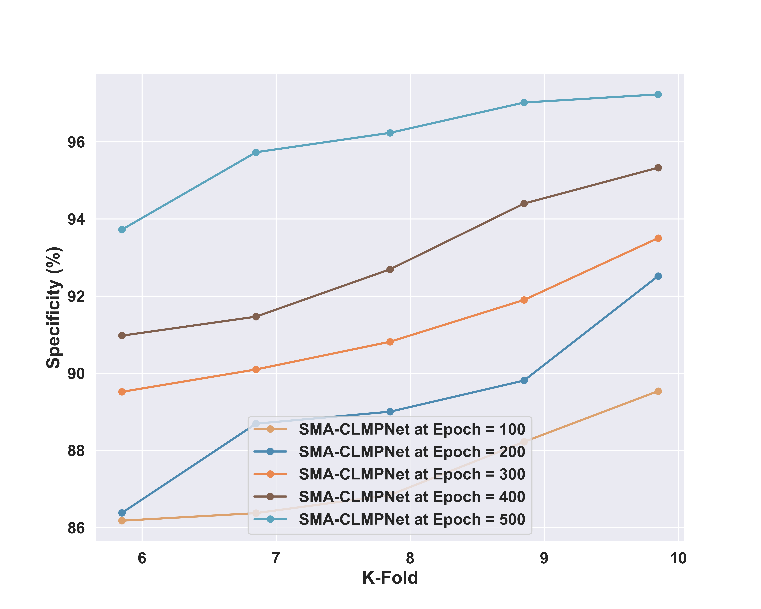 96
94
92
90
88
86
Specificity (%)
SMA-CLMPNet at Epoch = 100
SMA-CLMPNet at Epoch = 200
SMA-CLMPNet at Epoch = 300
SMA-CLMPNet at Epoch = 400
SMA-CLMPNet at Epoch = 500
6 7 8 9 10
K-Fold